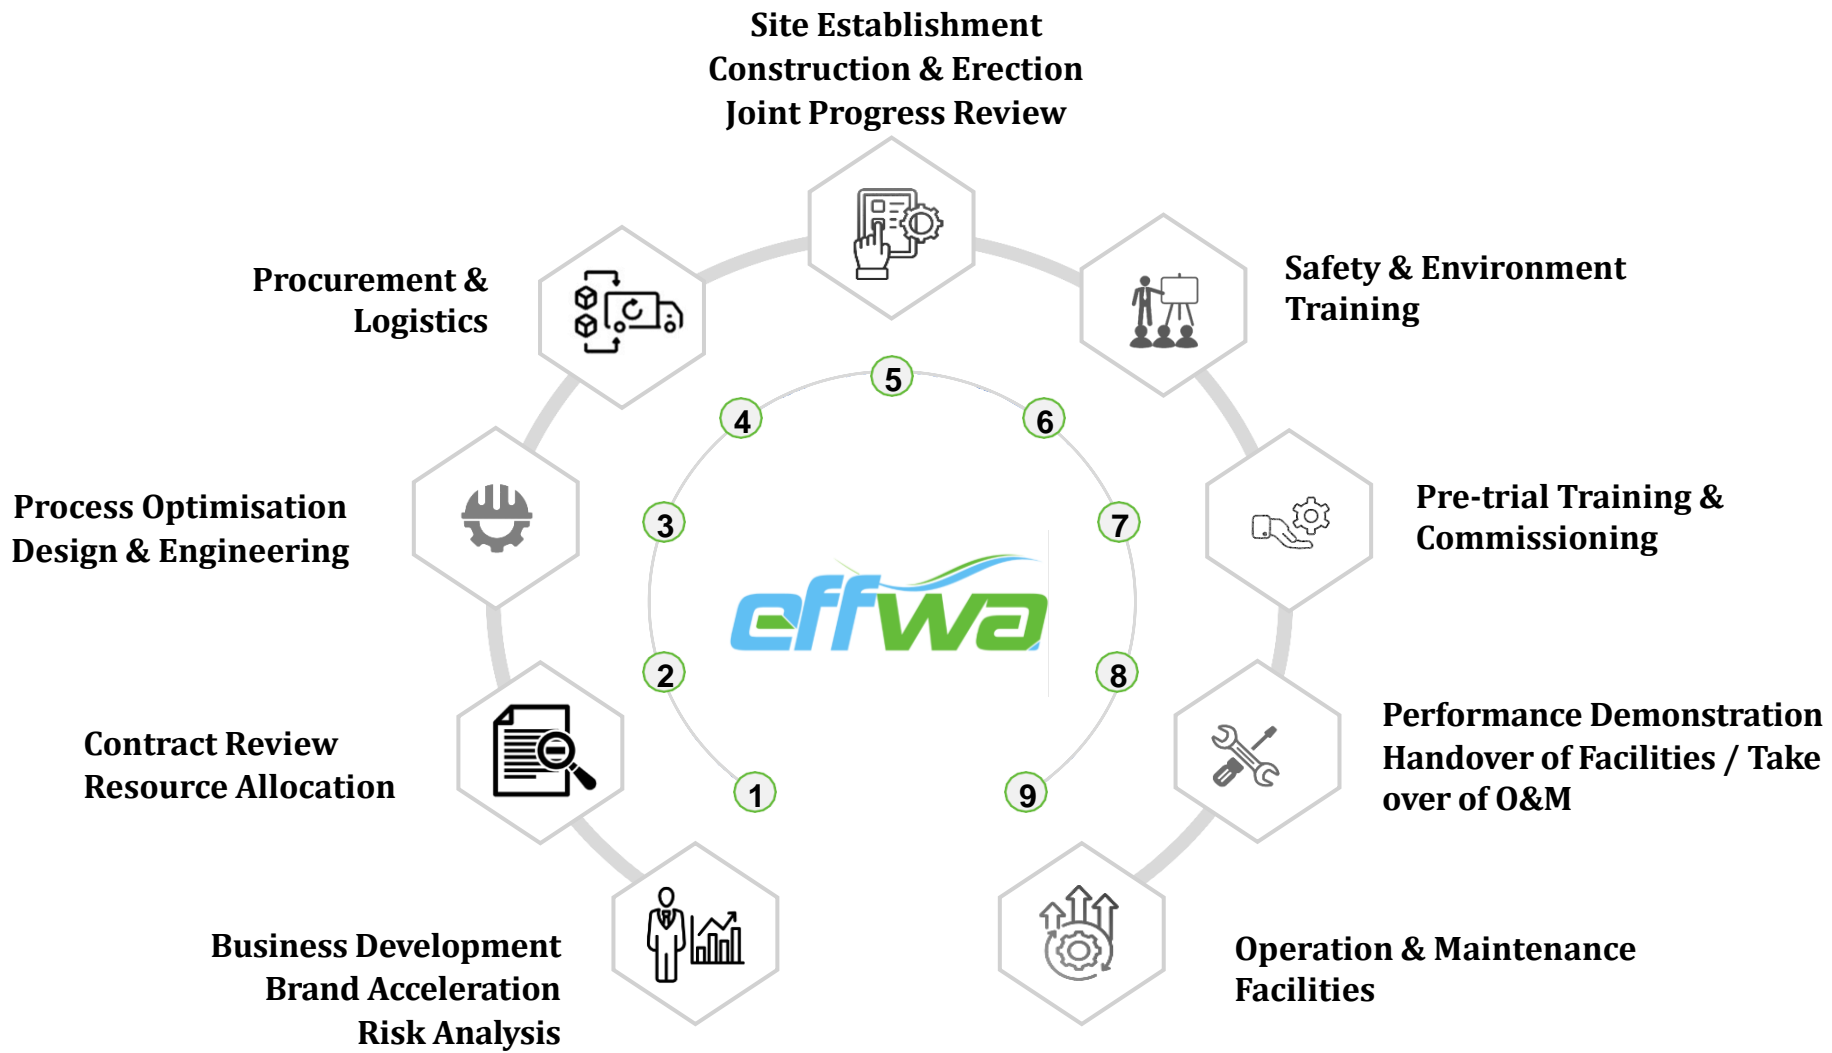 Site Establishment
Construction & Erection
Joint Progress Review
Procurement &
Logistics
Safety & Environment
Training
5
4
6
Process Optimisation
Design & Engineering
3
7
Pre-trial Training &
Commissioning
effwa
2
8
Contract Review
Resource Allocation
Performance Demonstration
Handover of Facilities / Take
over of O&M
1
9
Business Development
Brand Acceleration
Risk Analysis
Operation & Maintenance
Facilities